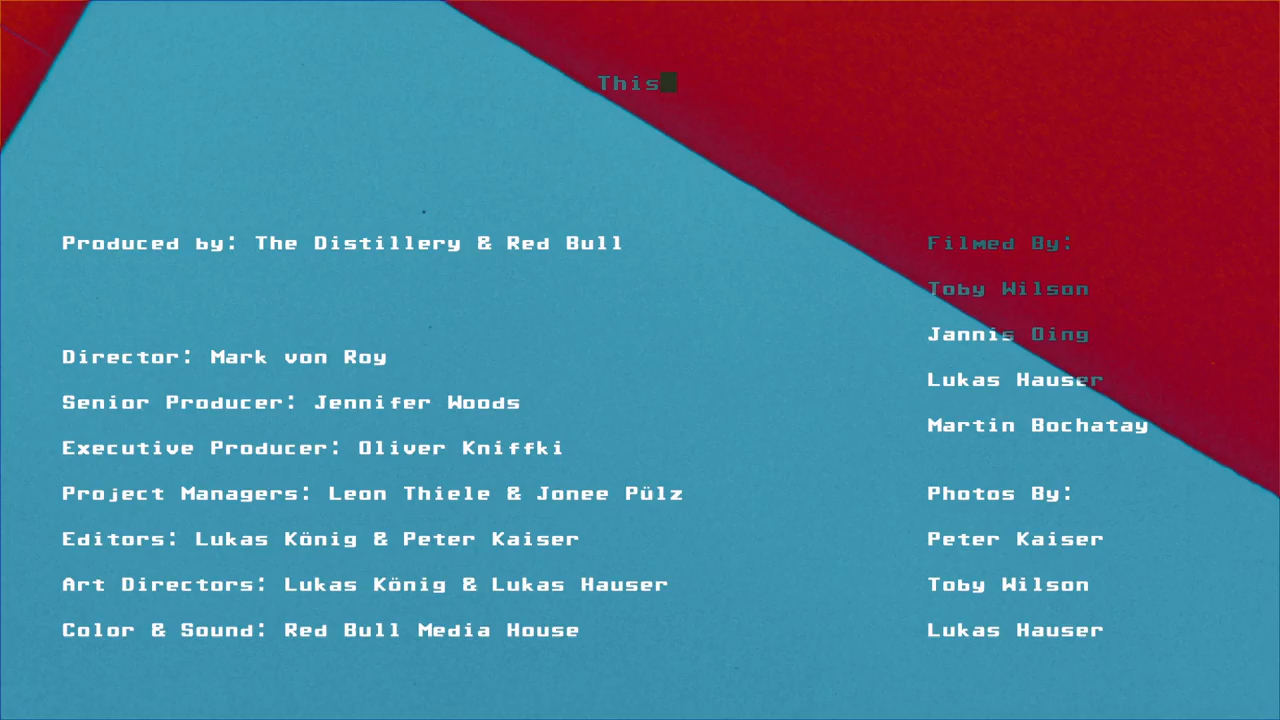 This
Produced by: The Distillery & Red Bull
Director: Mark von Roy
Senior Producer: Jennifer Woods
Executive Producer: Oliver Kniffki
Project Managers: Leon Thiele & Jonee Pülz
Editors: Lukas König & Peter Kaiser
Art Directors: Lukas König & Lukas Hauser
Color & Sound: Red Bull Media House
Filmed By:
Toby Wilson
Jannis Oing
Lukas Hauser
Martin Bochatay
Photos By:
Peter Kaiser
Toby Wilson
Lukas Hauser